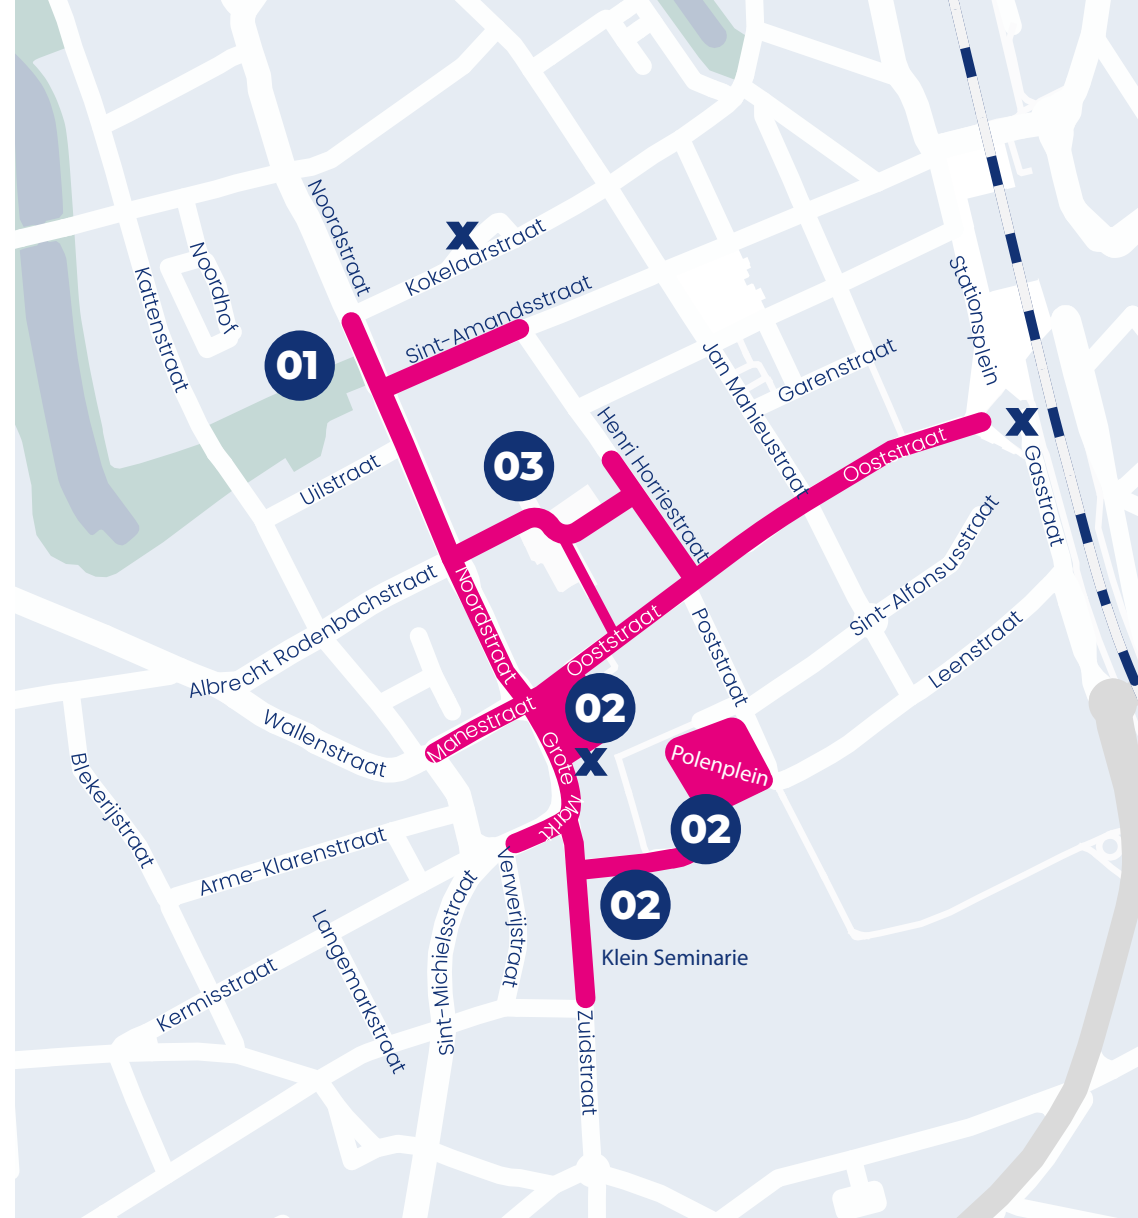 Noordstraat
Kokelaarstraat
X
Noordhof
Kattenstraat
Sint-Amandsstraat
Stationsplein
01
Jan Mahieustraat
Garenstraat
X
Henri Horriestraat
Ooststraat
Gasstraat
03
Uilstraat
Sint-Alfonsusstraat
Noordstraat
Albrecht Rodenbachstraat
Ooststraat
Poststraat
Leenstraat
Manestraat
02
Wallenstraat
Grote Markt
X
Polenplein
Blekerijstraat
02
Arme-Klarenstraat
Verwerijstraat
Sint-Michielsstraat
02
Klein Seminarie
Langemarkstraat
Kermisstraat
Zuidstraat